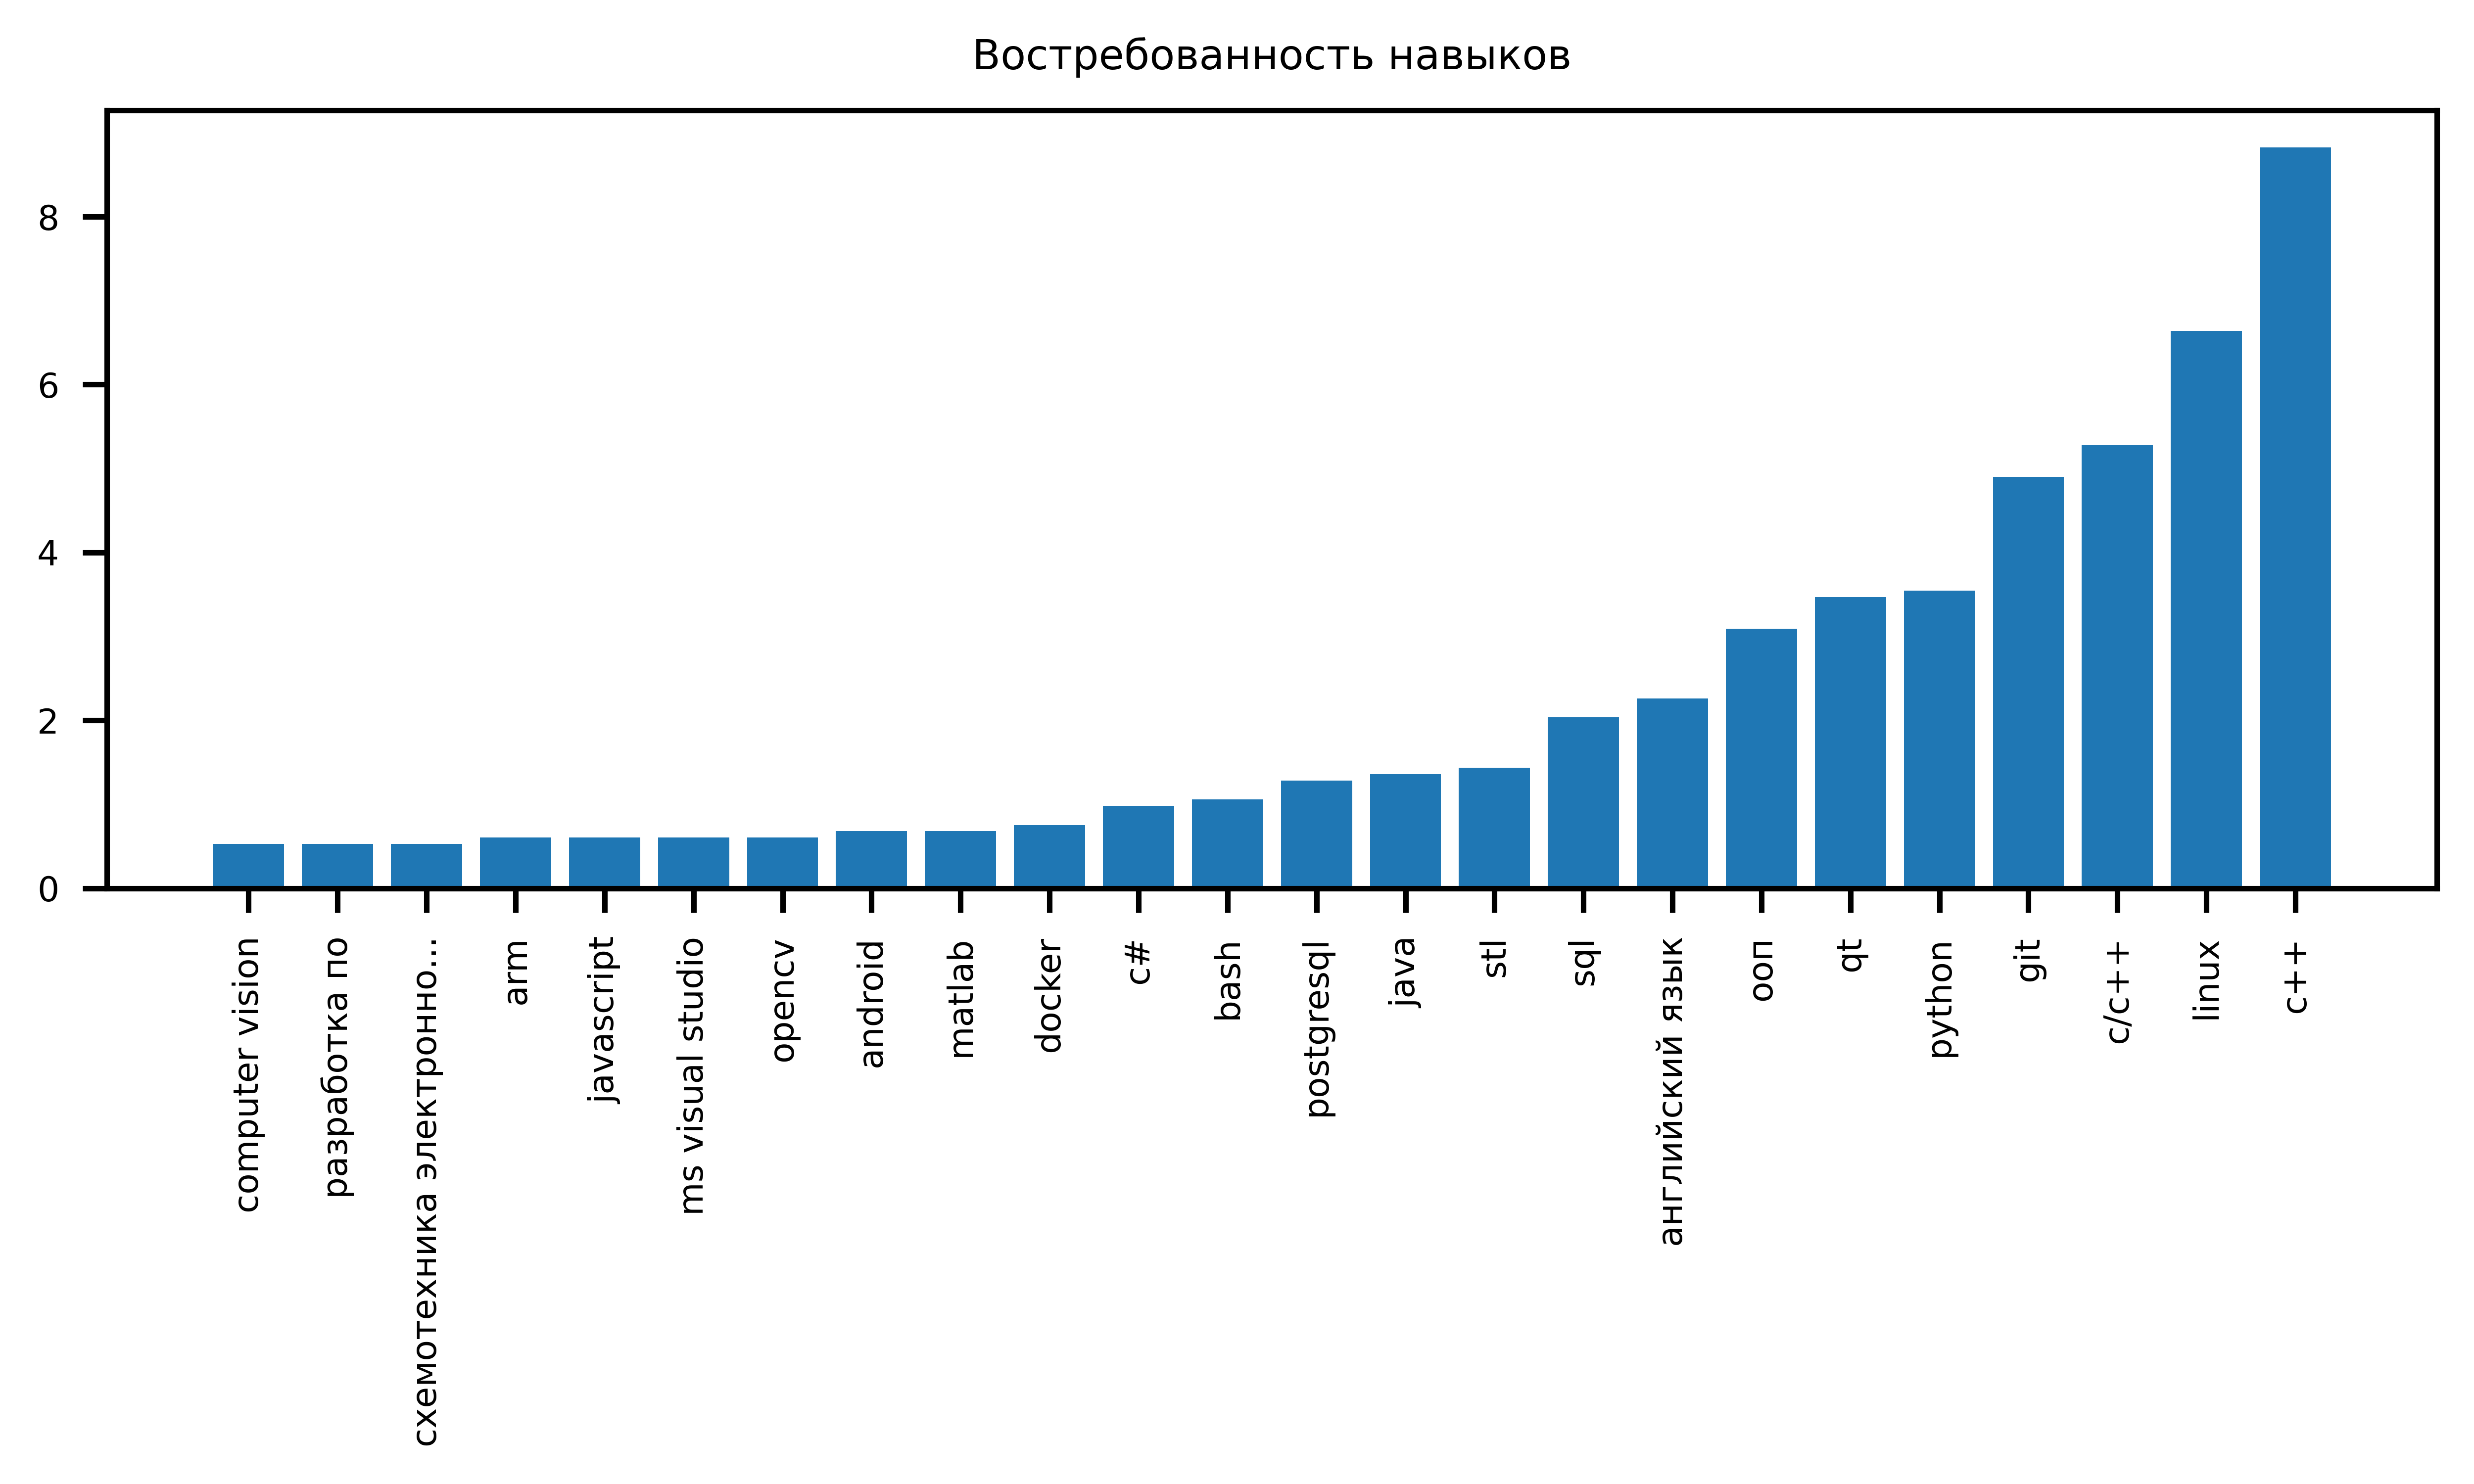 Востребованность навыков
8
6
4
2
0
computer vision
разработка по
схемотехника электронно...
arm
javascript
ms visual studio
opencv
android
matlab
docker
c#
bash
postgresql
java
stl
sql
английский язык
ооп
qt
python
git
c/c++
linux
c++